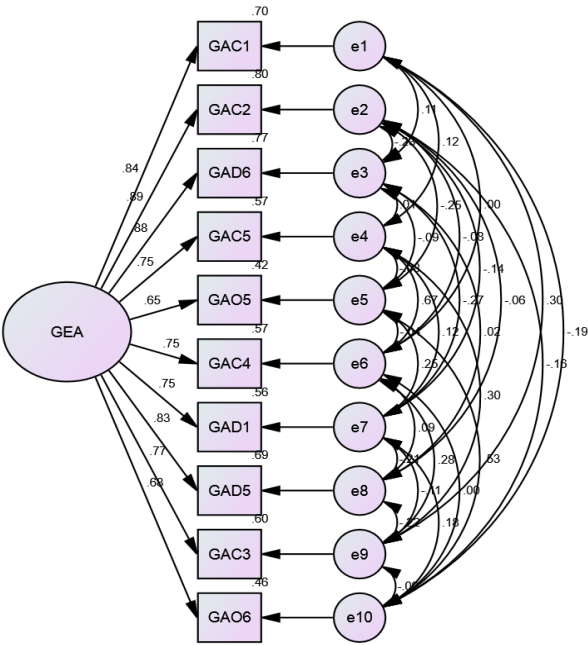 .70
GAC1
e1
.80
GAC2
e2
.11
.77
.12
.84
GAD6
e3
.57
.89
.01
-.25
.00
.88
GAC5
e4
-.09
-.08
.75
.42
.67
-.27
-.14
GAO5
e5
-.06
.30
.65
.57
.12
.02
-.19
GEA
.75
GAC4
e6
.25
-.16
.56
.30
.75
GAD1
e7
.09
.83
.69
.28
.53
.77
GAD5
e8
.00
.68
.60
.18
GAC3
e9
.46
GAO6
e10